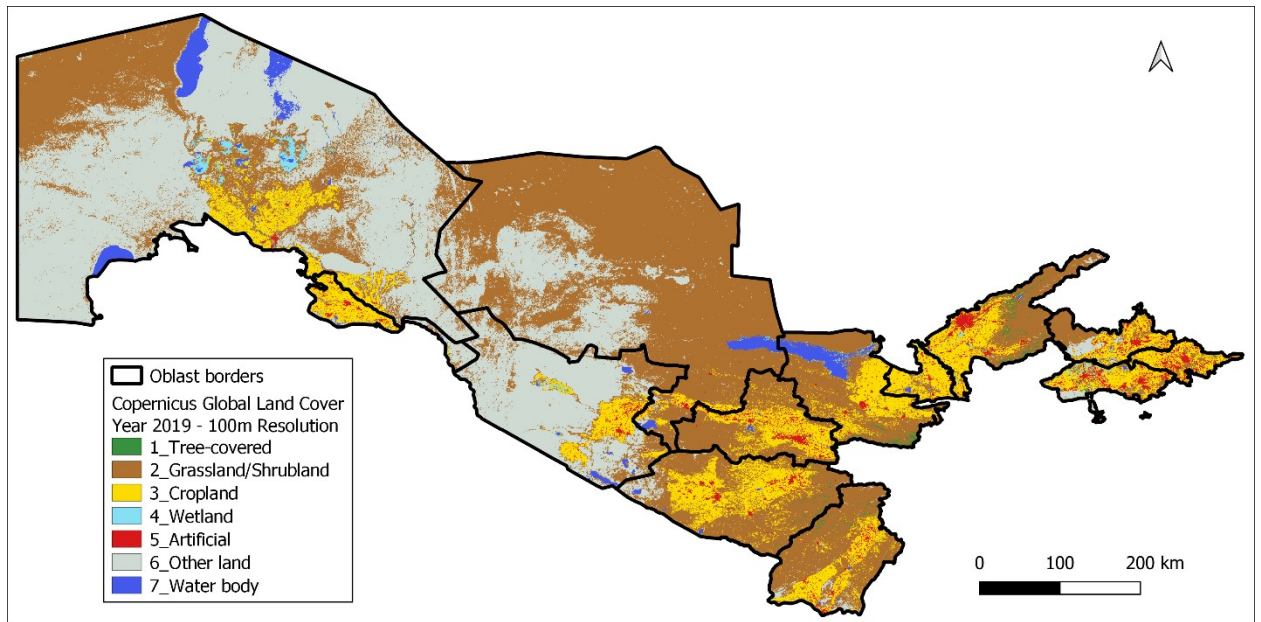 Oblast borders
Copernicus Global Land Cover
Year 2019 - 100m Resolution
1_Tree-covered
2_Grassland/Shrubland
3_Cropland
4_Wetland
5_Artificial
6_Other land
7_Water body
0 100 200 km